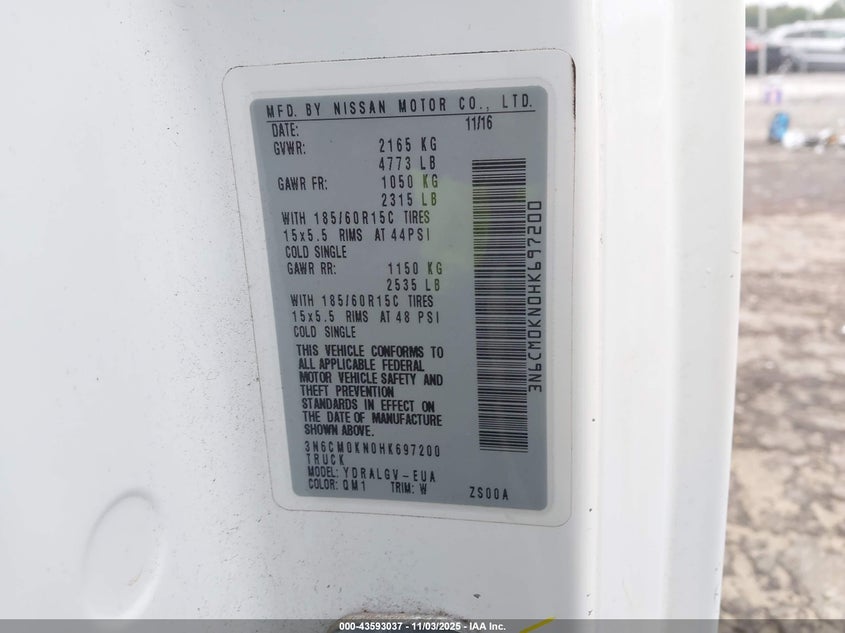 MFD. BY NISSAN MOTOR CO., LTD.
DATE: 11/16
GVWR: 2165 KG
4773 LB
GAWR FR: 1050 KG
2315 LB
WITH 185/60R15C TIRES
15x5.5 RIMS AT 44PSI
COLD SINGLE
GAWR RR: 1150 KG
2535 LB
WITH 185/60R15C TIRES
15x5.5 RIMS AT 48 PSI
COLD SINGLE
THIS VEHICLE CONFORMS TO
ALL APPLICABLE FEDERAL
MOTOR VEHICLE SAFETY AND
THEFT PREVENTION
STANDARDS IN EFFECT ON
THE DATE OF MANUFACTURE
SHOWN ABOVE.
3N6CM0KN0HK697200
TRUCK
MODEL: YDRALGV-EUA
COLOR: QM1 TRIM: W ZS00A
3N6CM0KN0HK697200
000-43593037 - 11/03/2025 - IAA Inc.